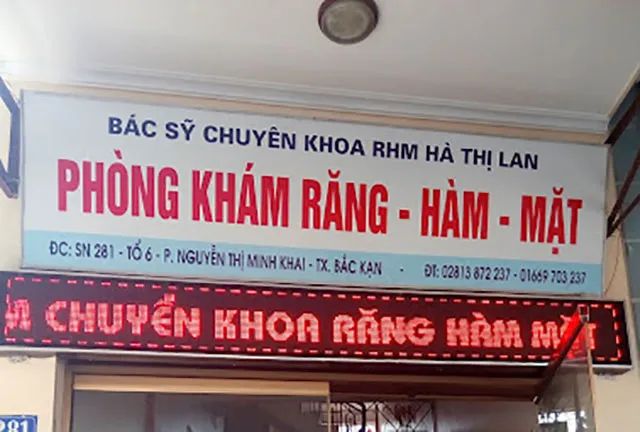 BÁC SỸ CHUYÊN KHOA RHM HÀ THỊ LAN
PHÒNG KHÁM RĂNG - HÀM - MẶT
ĐC: SN 281 - TỔ 6 - P. NGUYỄN THỊ MINH KHAI - TX. BẮC KẠN - ĐT: 02813 872 237 - 01669 703 237
CHUYÊN KHOA RĂNG HÀM MẶT
281